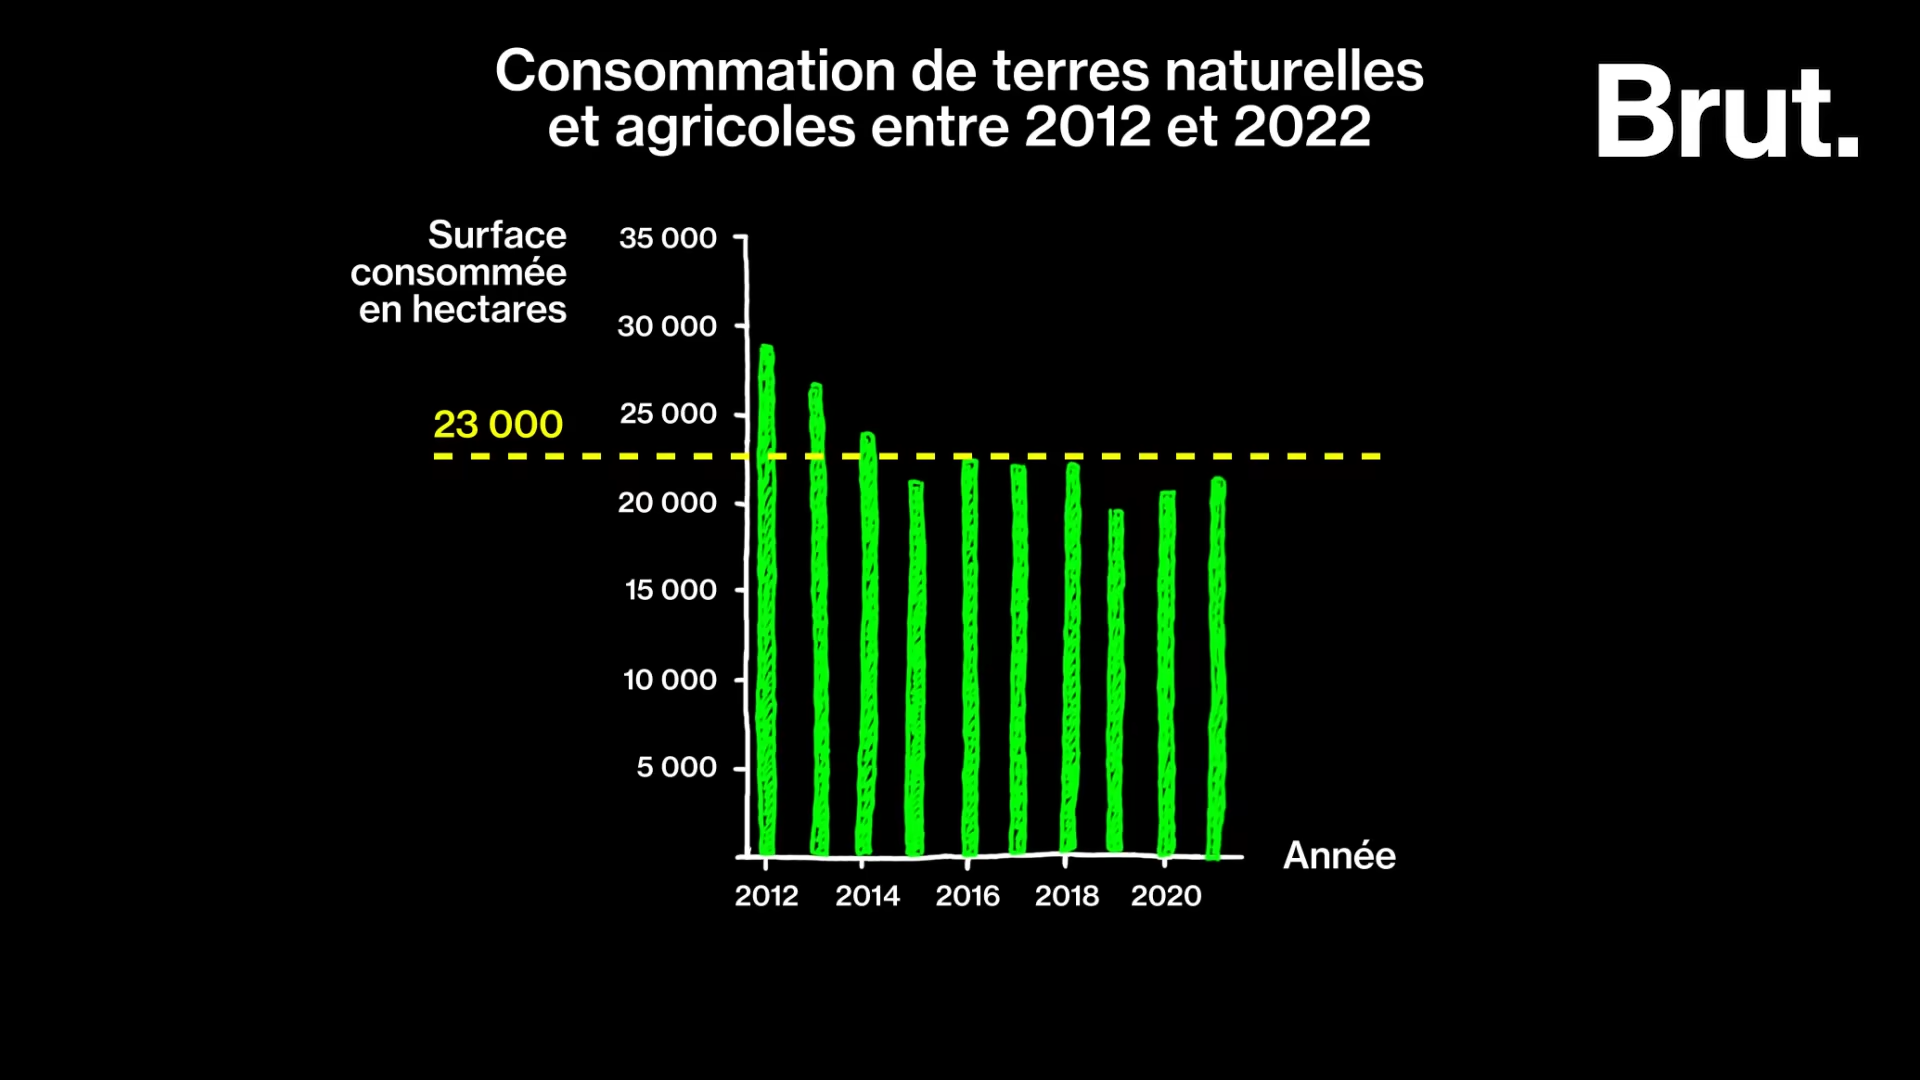 Consommation de terres naturelles
et agricoles entre 2012 et 2022
Brut.
Surface
consommée
en hectares
35 000
30 000
25 000
23 000
20 000
15 000
10 000
5 000
Année
2012 2014 2016 2018 2020